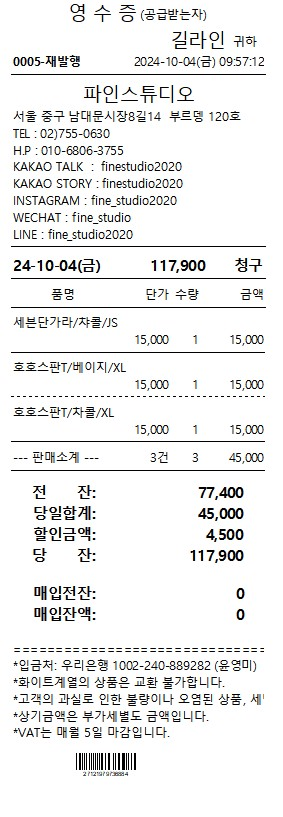 영 수 증 (공급받는자)
길라인 귀하
0005-재발행 2024-10-04(금) 09:57:12
파인스튜디오
서울 중구 남대문시장8길14 부르뎅 120호
TEL : 02)755-0630
H.P : 010-6806-3755
KAKAO TALK : finestudio2020
KAKAO STORY : finestudio2020
INSTAGRAM : fine_studio2020
WECHAT : fine_studio
LINE : fine_studio2020
24-10-04(금) 117,900 청구
품명 단가 수량 금액
세븐단가라/챠콜/JS
15,000 1 15,000
호호스판T/베이지/XL
15,000 1 15,000
호호스판T/차콜/XL
15,000 1 15,000
--- 판매소계 --- 3건 3 45,000
전 잔: 77,400
당일합계: 45,000
할인금액: 4,500
당 잔: 117,900
매입전잔: 0
매입잔액: 0
*입금처: 우리은행 1002-240-889282 (윤영미)
*화이트계열의 상품은 교환 불가합니다.
*고객의 과실로 인한 불량이나 오염된 상품,
*상기금액은 부가세별도 금액입니다.
*VAT는 매월 5일 마감입니다.
2712197973688​4